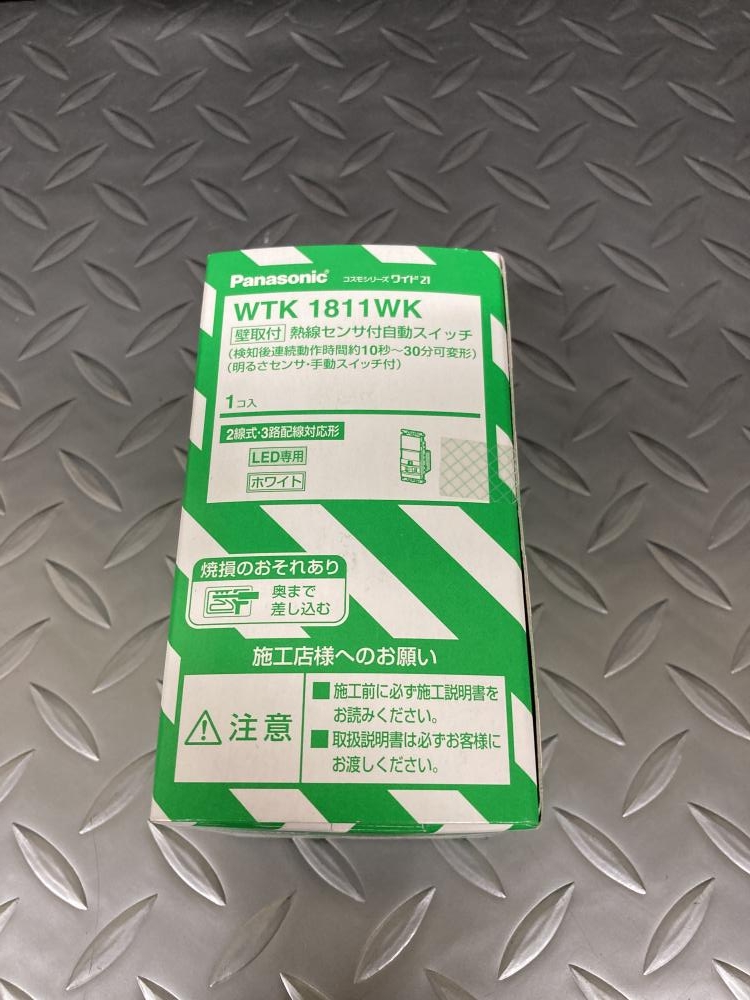 Panasonic コスモシリーズ ワイド21
WTK 1811WK
壁取付 熱線センサ付自動スイッチ
(検知後連続動作時間約10秒～30分可変形)
(明るさセンサ・手動スイッチ付)
1コ入
2線式・3路配線対応形
LED専用
ホワイト
焼損のおそれあり
奥まで
差し込む
施工店様へのお願い
注意
■施工前に必ず施工説明書を
お読みください。
■取扱説明書は必ずお客様に
お渡しください。